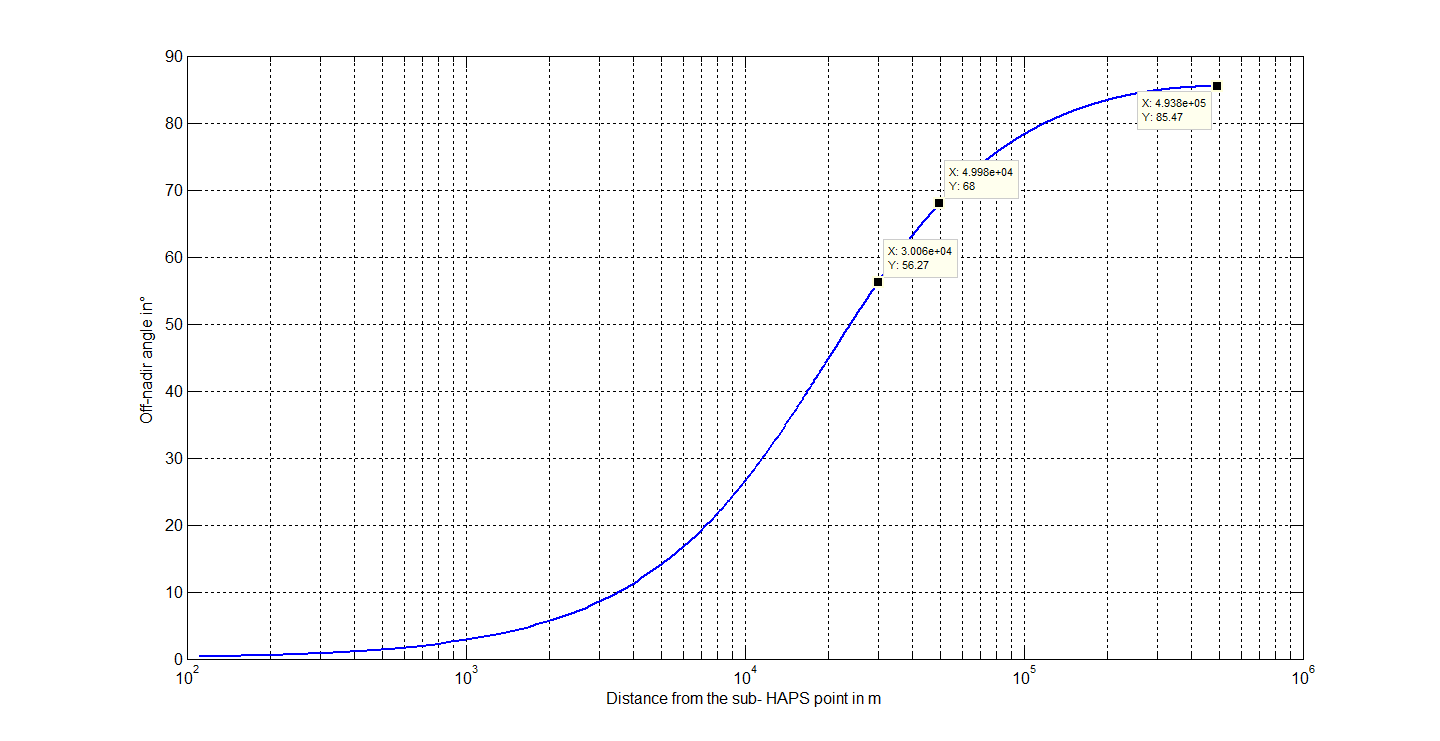 90
80
70
60
50
40
30
20
10
0
Off-nadir angle in°
X: 4.938e+05
Y: 85.47
X: 4.998e+04
Y: 68
X: 3.006e+04
Y: 56.27
10^2 10^3 10^4 10^5 10^6
Distance from the sub- HAPS point in m